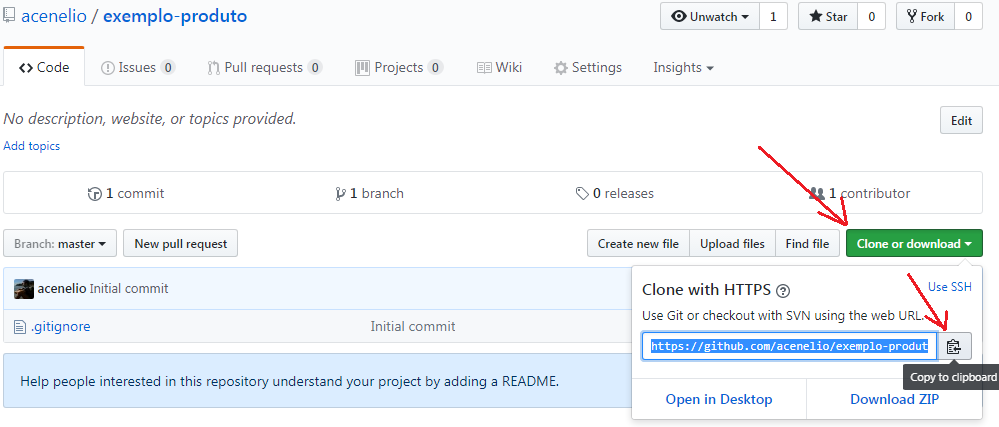 acenelio / exemplo-produto
Unwatch 1
Star 0
Fork 0
Code
Issues 0
Pull requests 0
Projects 0
Wiki
Settings
Insights
No description, website, or topics provided.
Edit
Add topics
1 commit
1 branch
0 releases
1 contributor
Branch: master
New pull request
Create new file
Upload files
Find file
Clone or download
acenelio Initial commit
.gitignore
Initial commit
Help people interested in this repository understand your project by adding a README.
Clone with HTTPS
Use SSH
Use Git or checkout with SVN using the web URL.
https://github.com/acenelio/exemplo-produt
Copy to clipboard
Open in Desktop
Download ZIP